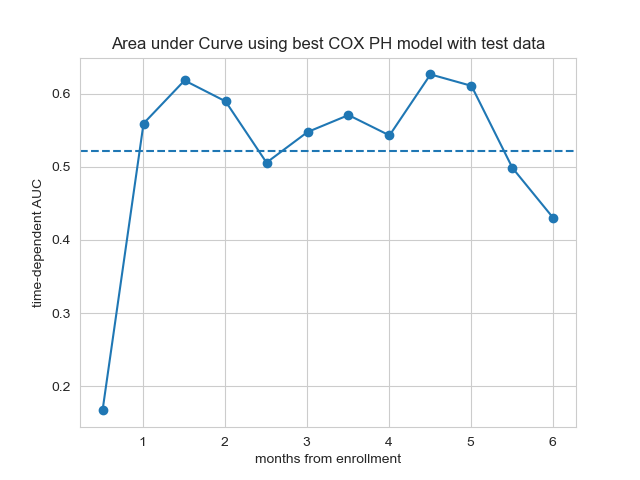 Area under Curve using best COX PH model with test data
time-dependent AUC
0.6
0.5
0.4
0.3
0.2
1 2 3 4 5 6
months from enrollment